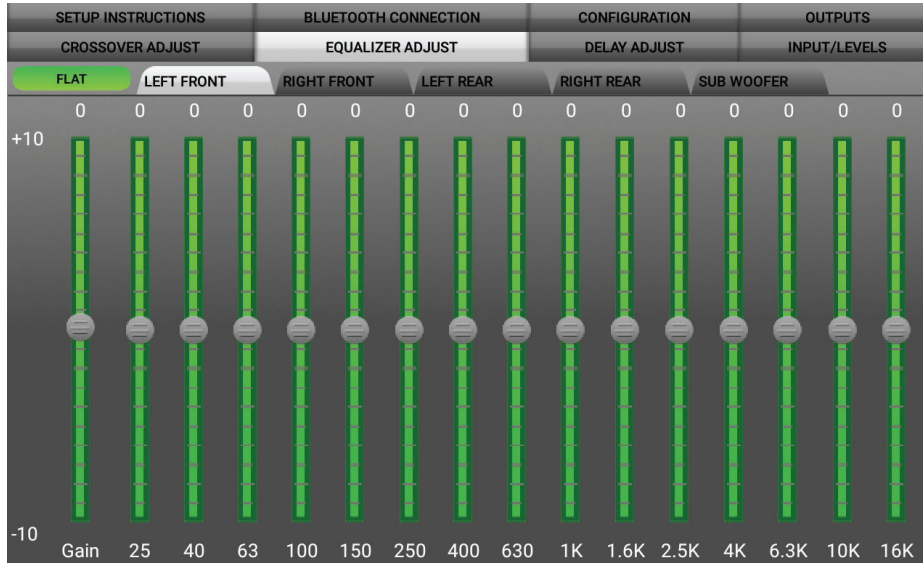 SETUP INSTRUCTIONS BLUETOOTH CONNECTION CONFIGURATION OUTPUTS
CROSSOVER ADJUST EQUALIZER ADJUST DELAY ADJUST INPUT/LEVELS
FLAT LEFT FRONT RIGHT FRONT LEFT REAR RIGHT REAR SUB WOOFER
0 0 0 0 0 0 0 0 0 0 0 0 0 0 0 0
+10
-10
Gain 25 40 63 100 150 250 400 630 1K 1.6K 2.5K 4K 6.3K 10K 16K